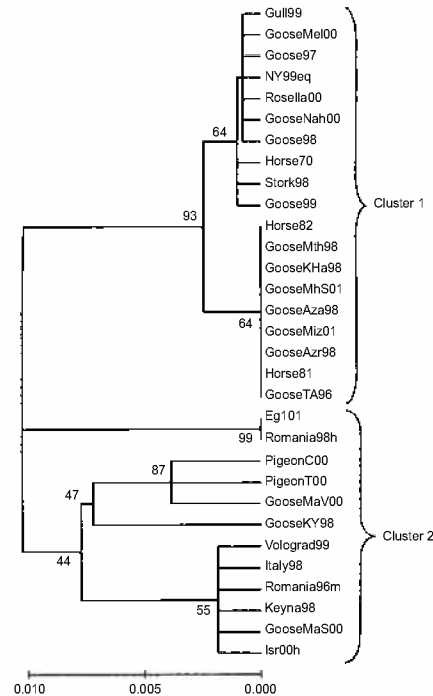 Gull99
GooseMel00
Goose97
NY99eq
Rosella00
GooseNah00
64
Goose98
Horse70
Stork98
Goose99
Cluster 1
93
Horse82
GooseMth98
GooseKHa98
GooseMhS01
GooseAza98
64
GooseMiz01
GooseAzr98
Horse81
GooseTA96
Eg101
99
Romania98h
PigeonC00
87
PigeonT00
47
GooseMaV00
GooseKY98
Cluster 2
44
Volograd99
Italy98
Romania96m
55
Keyna98
GooseMaS00
Isr00h
0.010 0.005 0.000